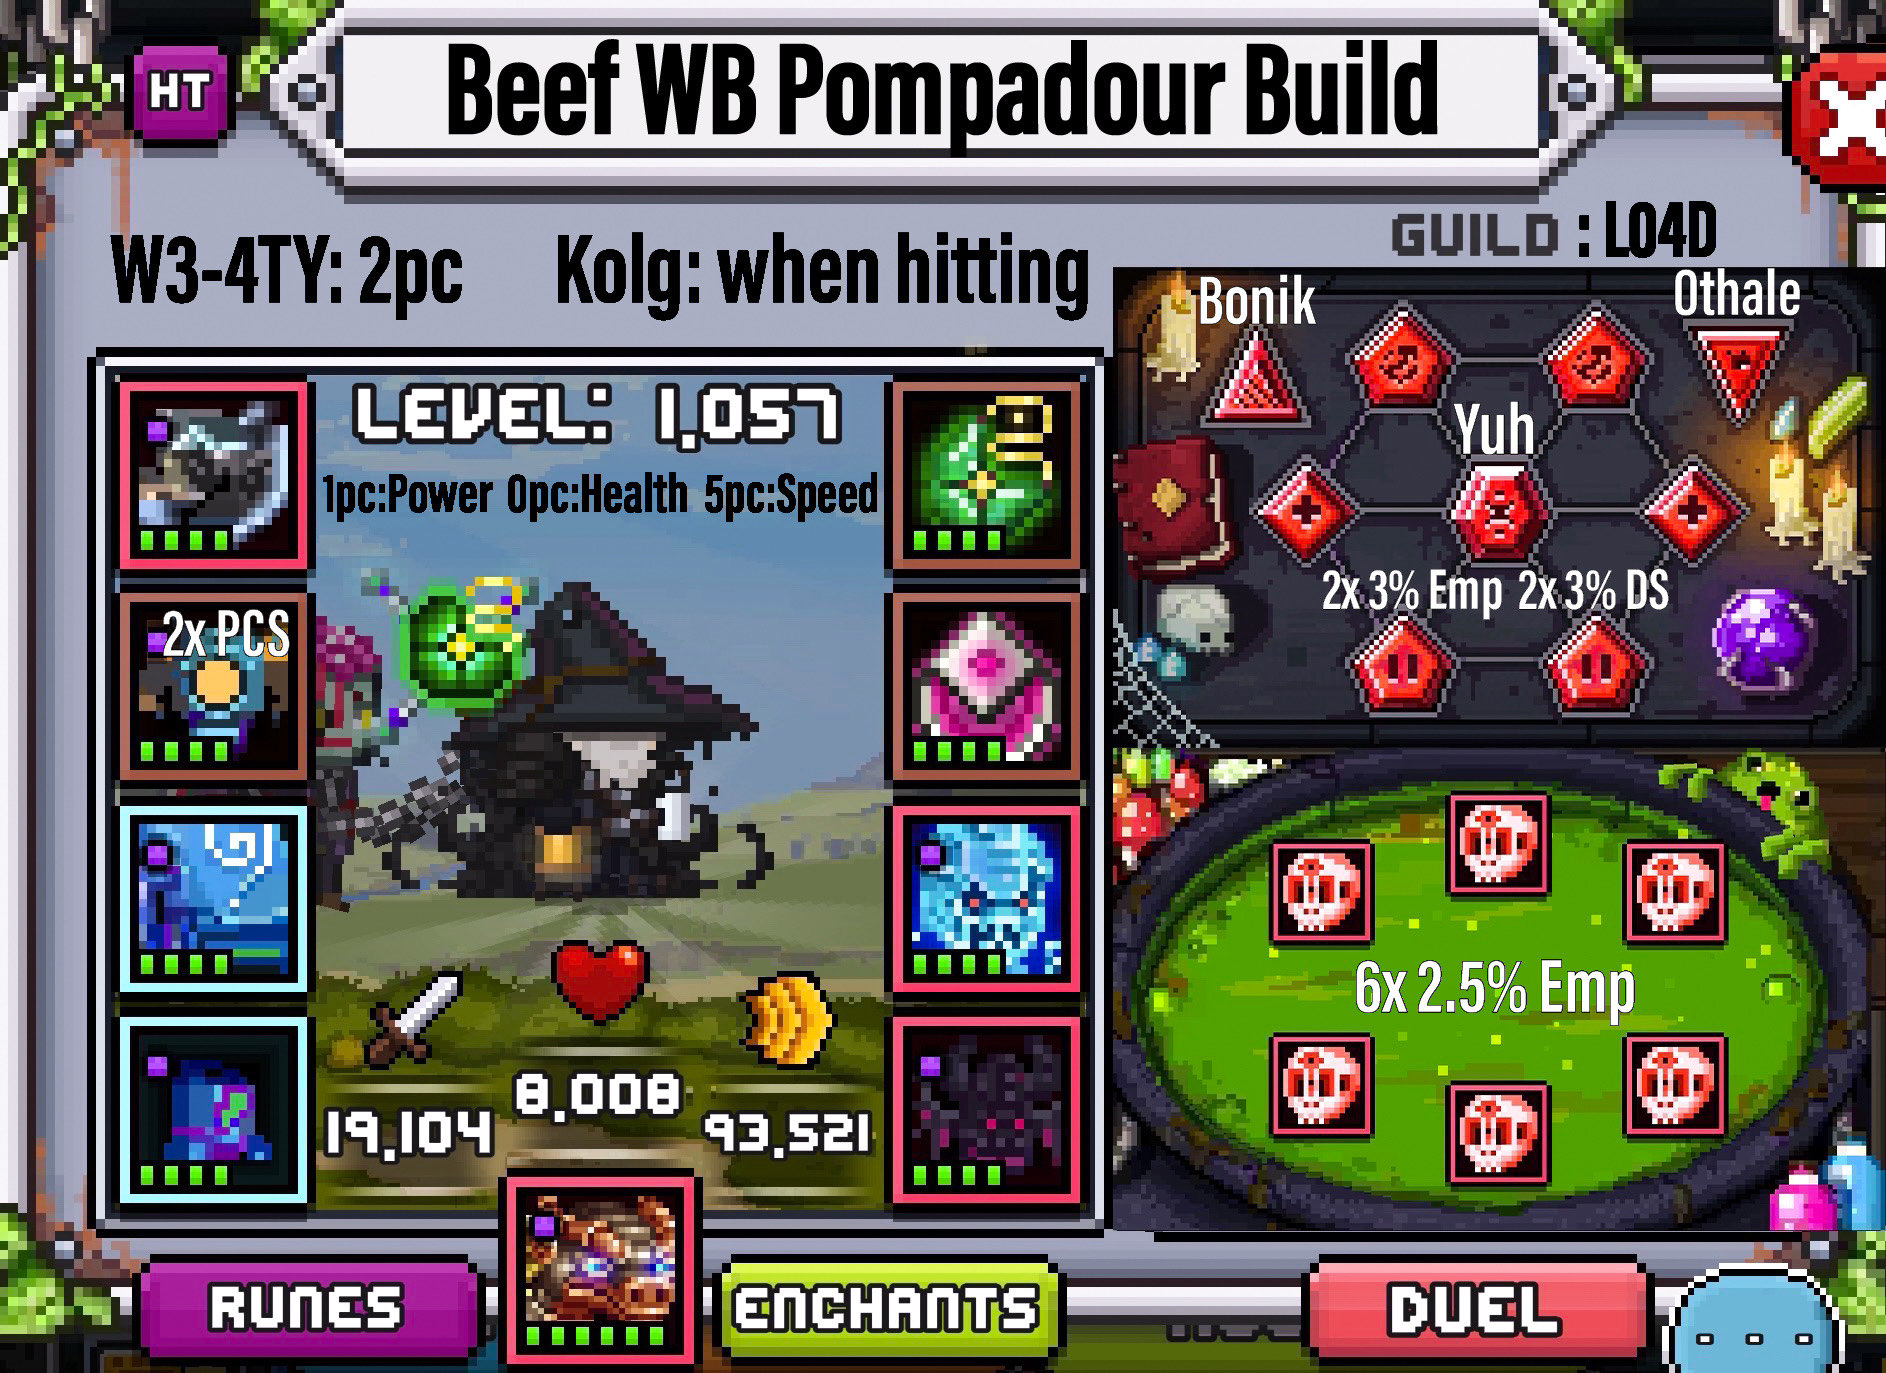 HT
Beef WB Pompadour Build
W3-4TY: 2pc Kolg: when hitting
GUILD : LO4D
Bonik
Othale
LEVEL: 1,057
1pc:Power 0pc:Health 5pc:Speed
Yuh
2x PCS
2x 3% Emp 2x 3% DS
6x 2.5% Emp
19,104
8,008
93,521
RUNES
ENCHANTS
DUEL